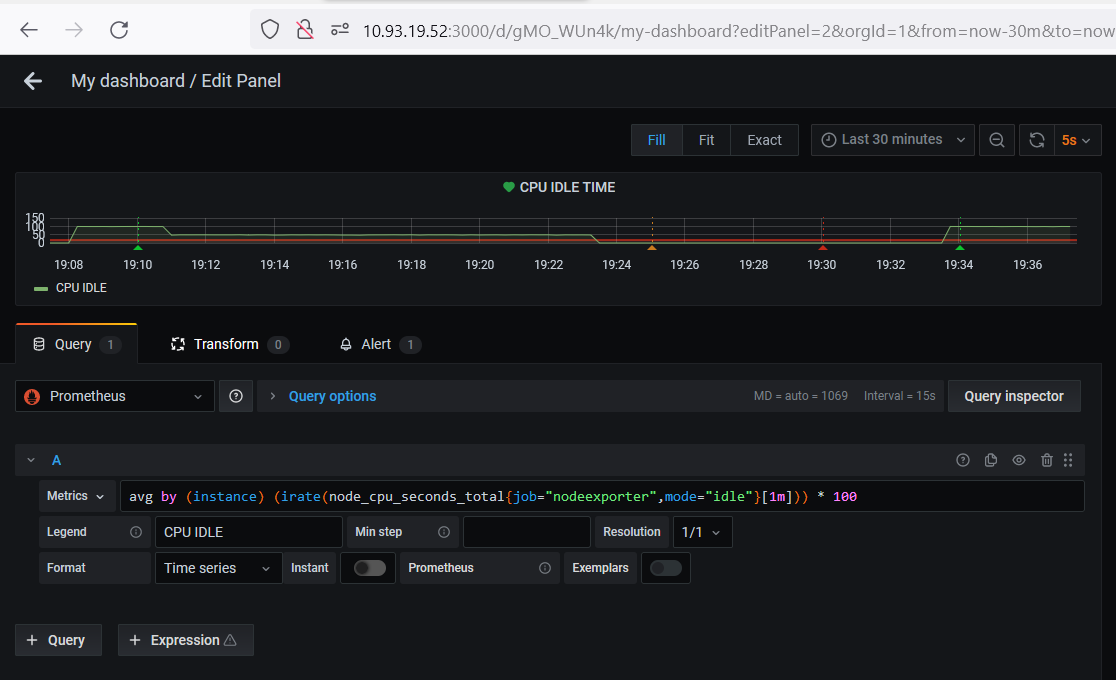 10.93.19.52:3000/d/gMO_WUn4k/my-dashboard?editPanel=2&orgId=1&from=now-30m&to=now
My dashboard / Edit Panel
Fill Fit Exact Last 30 minutes 5s
CPU IDLE TIME
150
100
50
0
19:08 19:10 19:12 19:14 19:16 19:18 19:20 19:22 19:24 19:26 19:28 19:30 19:32 19:34 19:36
CPU IDLE
Query 1 Transform 0 Alert 1
Prometheus Query options MD = auto = 1069 Interval = 15s Query inspector
A
Metrics avg by (instance) (irate(node_cpu_seconds_total{job="nodeexporter",mode="idle"}[1m])) * 100
Legend CPU IDLE Min step Resolution 1/1
Format Time series Instant Prometheus Exemplars
+ Query + Expression